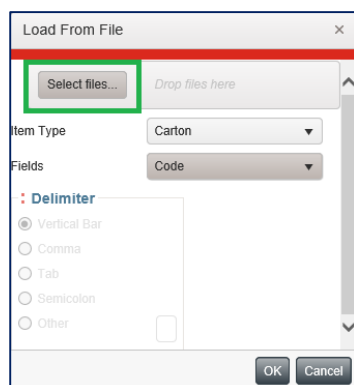 Load From File ×
Select files... Drop files here
Item Type Carton
Fields Code
: Delimiter
Vertical Bar
Comma
Tab
Semicolon
Other
OK Cancel